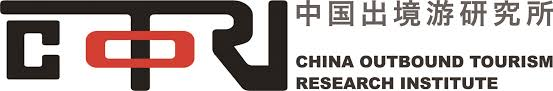 COTRI
中国出境游研究所
CHINA OUTBOUND TOURISM
RESEARCH INSTITUTE